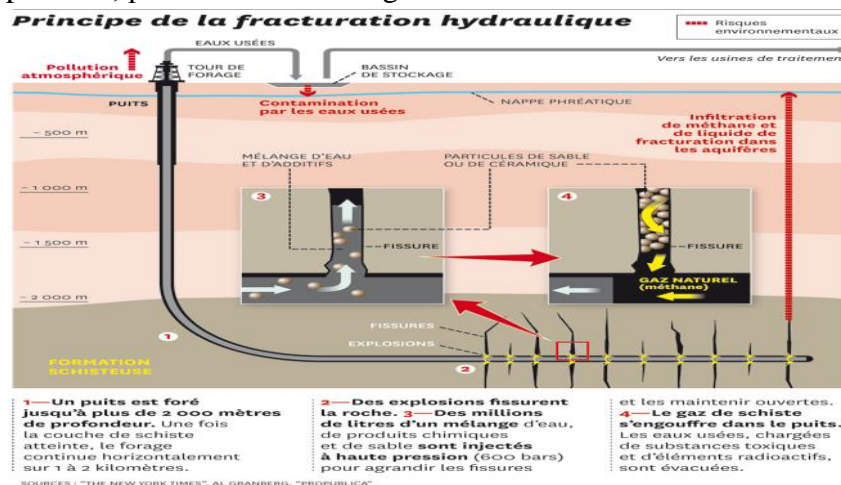 Principe de la fracturation hydraulique
Risques
environnementaux
EAUX USÉES
Vers les usines de traitement
Pollution
atmosphérique
TOUR DE
FORAGE
BASSIN
DE STOCKAGE
PUITS
Contamination
par les eaux usées
NAPPE PHRÉATIQUE
Infiltration
de méthane et
de liquide de
fracturation dans
les aquifères
- 500 m
MÉLANGE D'EAU
ET D'ADDITIFS
PARTICULES DE SABLE
OU DE CÉRAMIQUE
- 1 000 m
3
4
- 1 500 m
FISSURE
FISSURE
GAZ NATUREL
(méthane)
- 2 000 m
1
FISSURES
EXPLOSIONS
FORMATION
SCHISTEUSE
2
1—Un puits est foré
jusqu'à plus de 2 000 mètres
de profondeur. Une fois
la couche de schiste
atteinte, le forage
continue horizontalement
sur 1 à 2 kilomètres.
2—Des explosions fissurent
la roche. 3—Des millions
de litres d'un mélange d'eau,
de produits chimiques
et de sable sont injectés
à haute pression (600 bars)
pour agrandir les fissures
et les maintenir ouvertes.
4—Le gaz de schiste
s'engouffre dans le puits.
Les eaux usées, chargées
de substances toxiques
et d'éléments radioactifs,
sont évacuées.
SOURCES : "THE NEW YORK TIMES", AL GRANBERG, "PROPUBLICA"